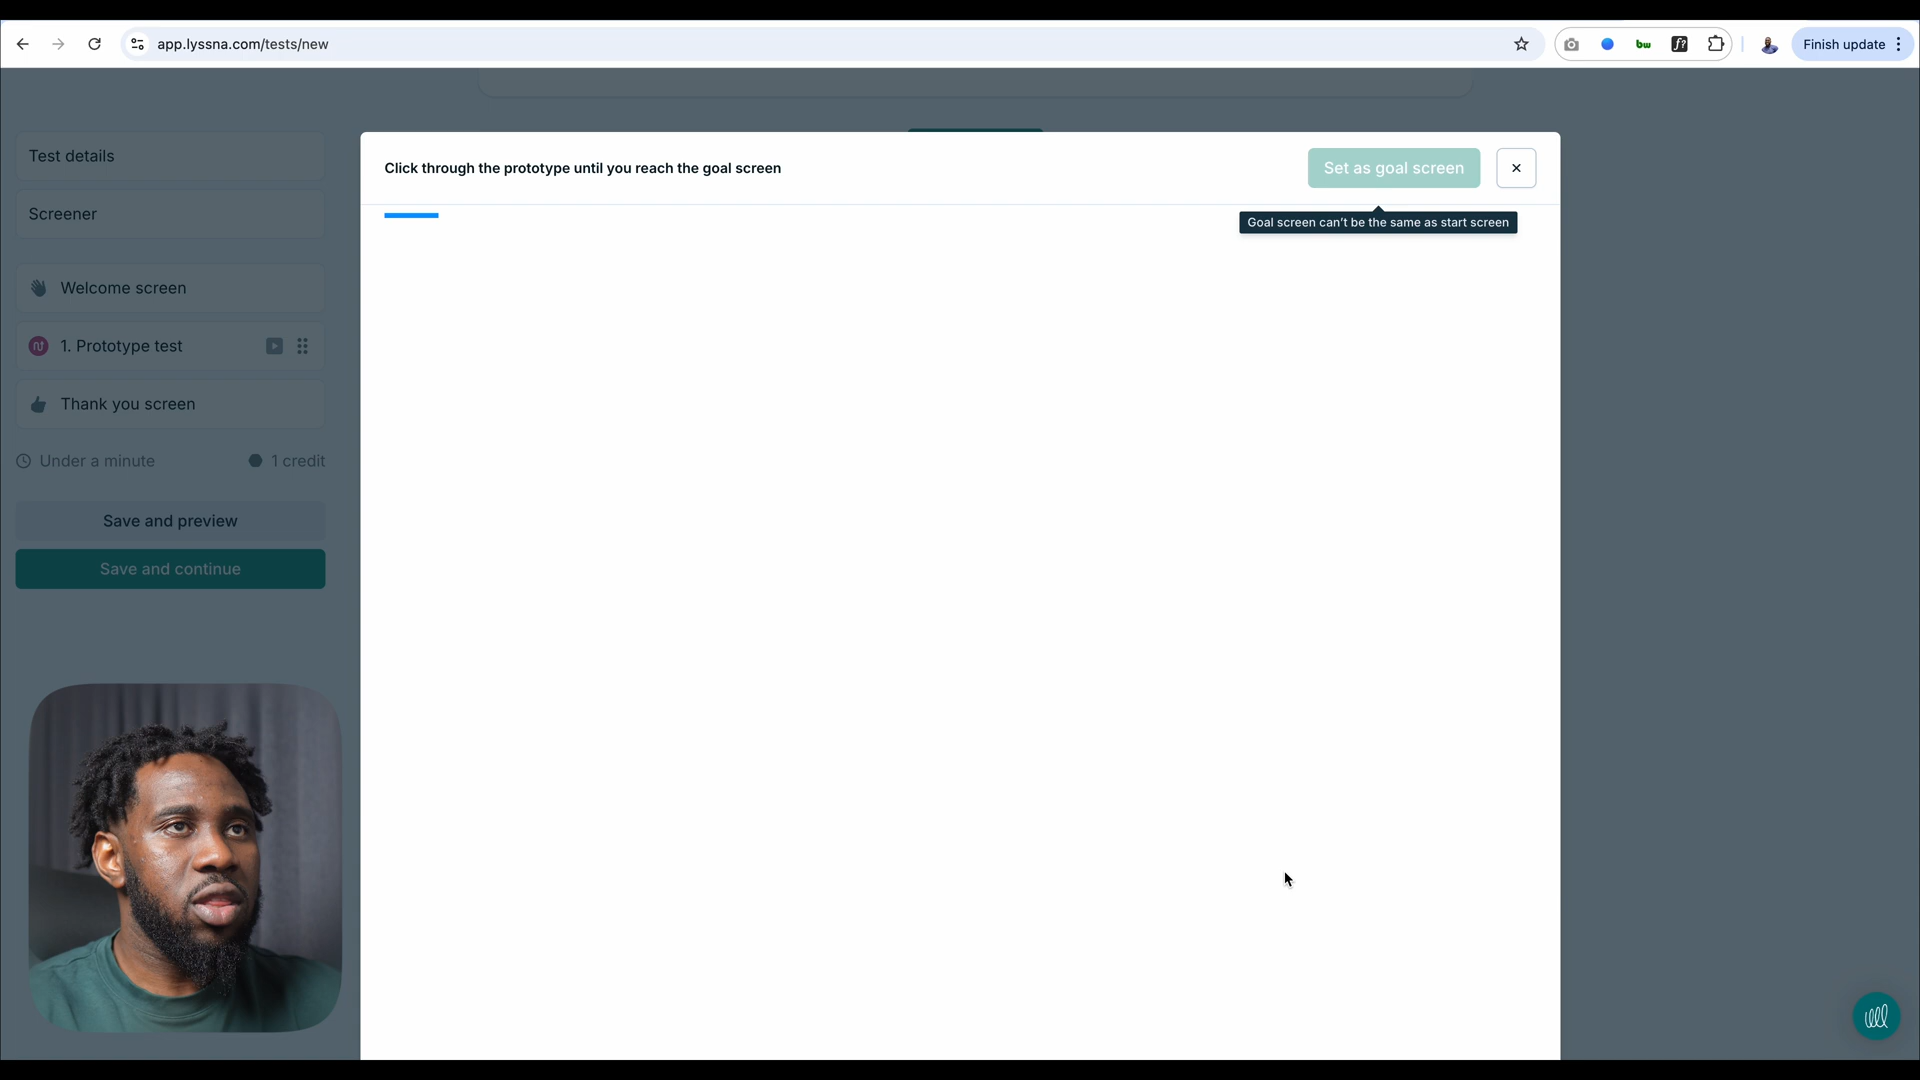 app.lyssna.com/tests/new
bw
f?
Finish update
Click through the prototype until you reach the goal screen
Set as goal screen
Goal screen can't be the same as start screen
Test details
Screener
Welcome screen
1. Prototype test
Thank you screen
Under a minute
1 credit
Save and preview
Save and continue